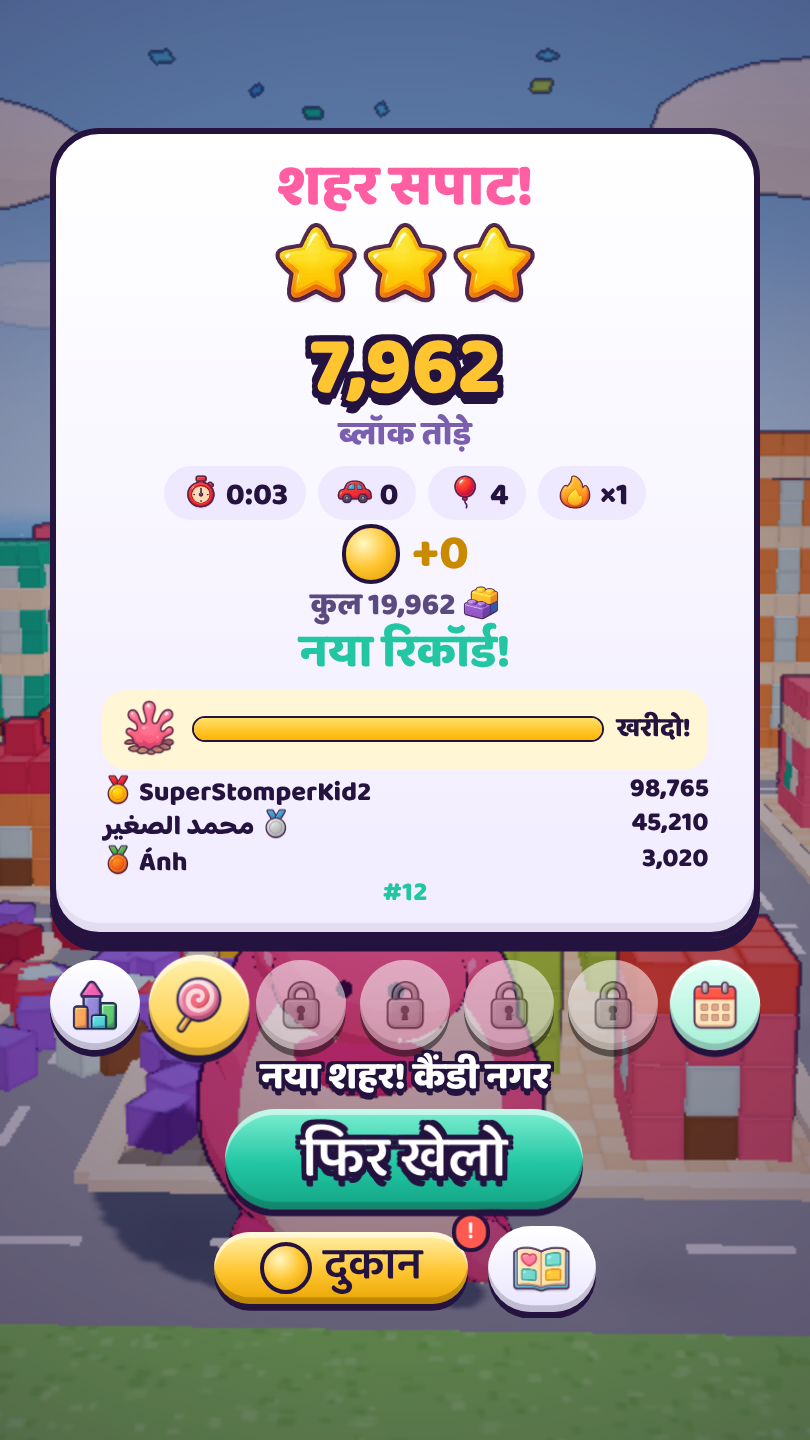 शहर सपाट!
7,962
ब्लॉक तोड़े
0:03 0 4 ×1
+0
कुल 19,962
नया रिकॉर्ड!
खरीदो!
SuperStomperKid2 98,765
محمد الصغير 45,210
Ánh 3,020
#12
नया शहर! कैंडी नगर
फिर खेलो
!
दुकान